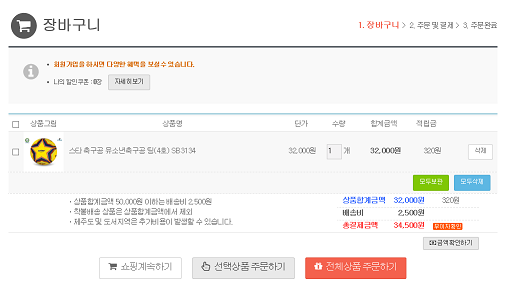 장바구니
1. 장바구니 > 2. 주문 및 결제 > 3. 주문완료
회원가입을 하시면 다양한 혜택을 보실 수 있습니다.
나의 할인쿠폰 : 0장 자세히보기
상품그림 상품명 단가 수량 합계금액 적립금
스타 축구공 유소년축구공 탑(4호) SB3134 32,000원 1 개 32,000원 320원 삭제
모두보관 모두삭제
· 상품합계금액 50,000원 이하는 배송비 2,500원 상품합계금액 32,000원 320원
· 착불배송 상품은 상품합계금액에서 제외 배송비 2,500원
· 제주도 및 도서지역은 추가비용이 발생할 수 있습니다. 총결제금액 34,500원
금액확인하기
쇼핑계속하기 선택상품 주문하기 전체상품 주문하기